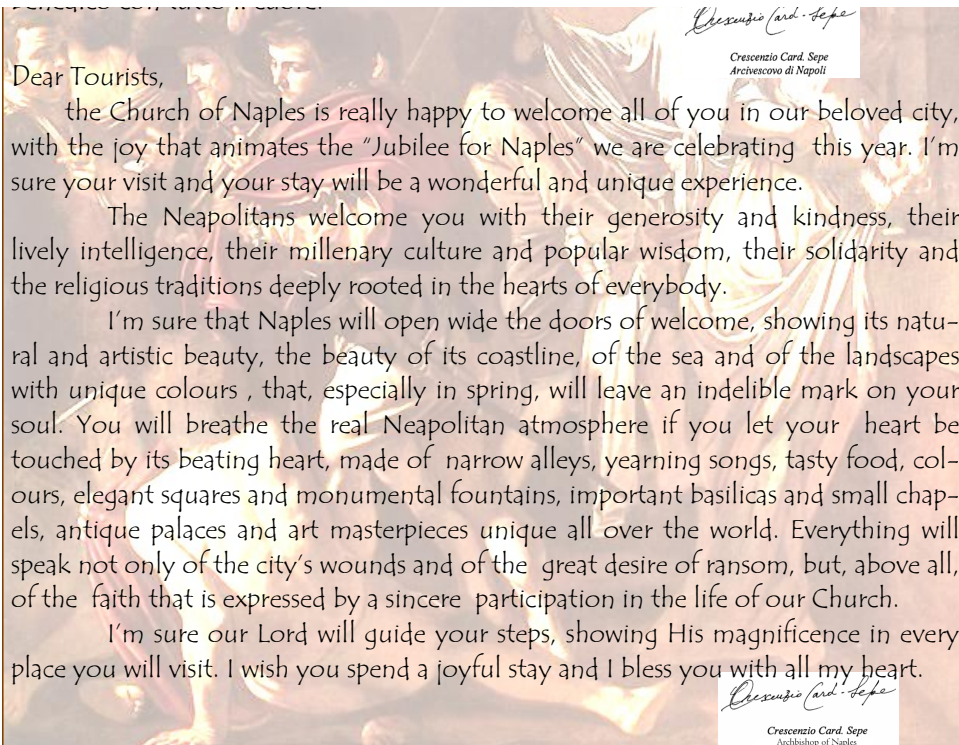 Crescenzio Card. Sepe
Crescenzio Card. Sepe
Arcivescovo di Napoli
Dear Tourists,
the Church of Naples is really happy to welcome all of you in our beloved city,
with the joy that animates the “Jubilee for Naples” we are celebrating this year. I’m
sure your visit and your stay will be a wonderful and unique experience.
The Neapolitans welcome you with their generosity and kindness, their
lively intelligence, their millenary culture and popular wisdom, their solidarity and
the religious traditions deeply rooted in the hearts of everybody.
I’m sure that Naples will open wide the doors of welcome, showing its natu-
ral and artistic beauty, the beauty of its coastline, of the sea and of the landscapes
with unique colours , that, especially in spring, will leave an indelible mark on your
soul. You will breathe the real Neapolitan atmosphere if you let your heart be
touched by its beating heart, made of narrow alleys, yearning songs, tasty food, col-
ours, elegant squares and monumental fountains, important basilicas and small chap-
els, antique palaces and art masterpieces unique all over the world. Everything will
speak not only of the city’s wounds and of the great desire of ransom, but, above all,
of the faith that is expressed by a sincere participation in the life of our Church.
I’m sure our Lord will guide your steps, showing His magnificence in every
place you will visit. I wish you spend a joyful stay and I bless you with all my heart.
Crescenzio Card. Sepe
Crescenzio Card. Sepe
Archbishop of Naples